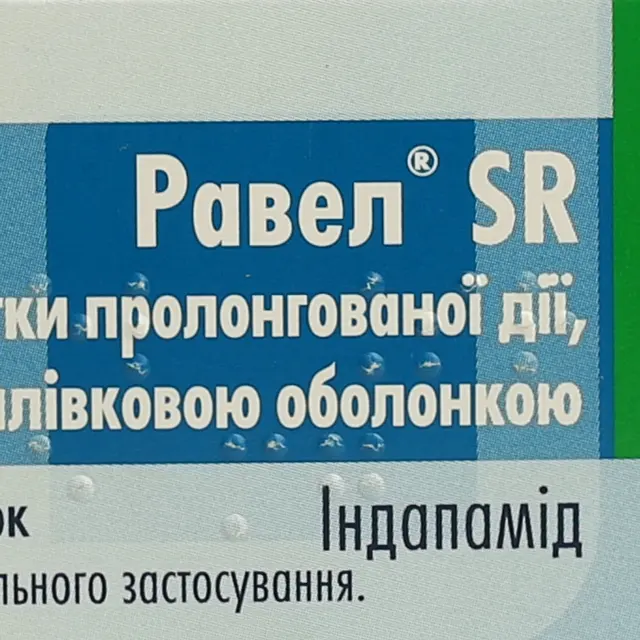 Равел® SR
тки пролонгованої дії,
лівковою оболонкою
ок
Індапамід
льного застосування.